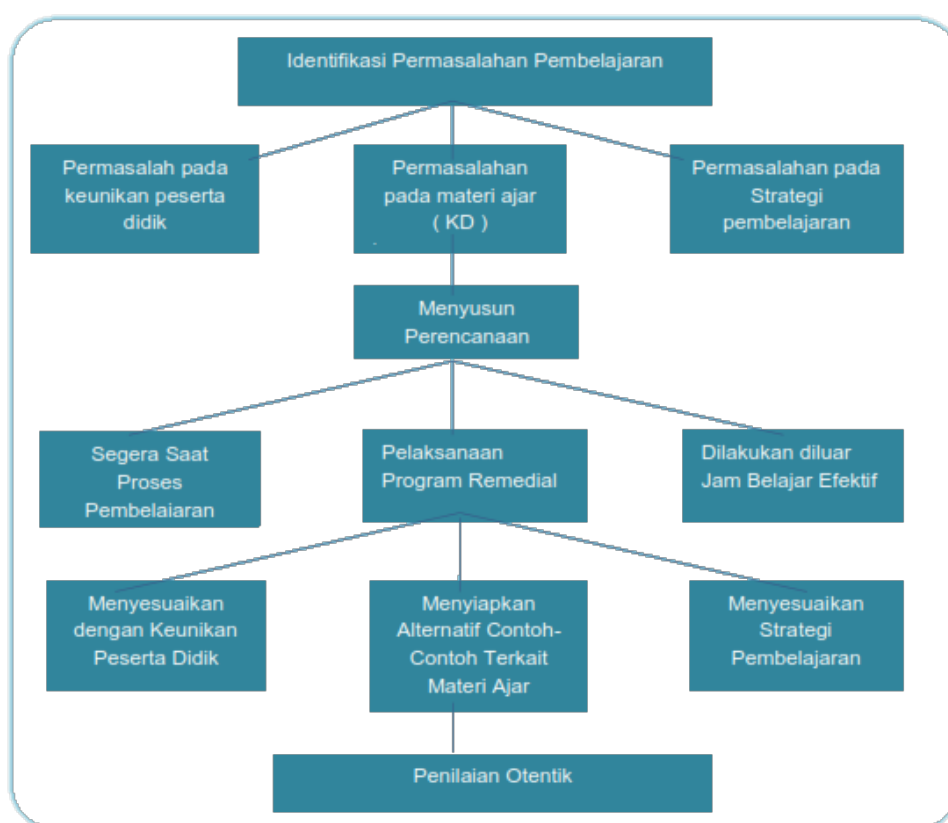 Identifikasi Permasalahan Pembelajaran
Permasalah pada
keunikan peserta
didik
Permasalahan
pada materi ajar
( KD )
.
Permasalahan pada
Strategi
pembelajaran
Menyusun
Perencanaan
Segera Saat
Proses
Pembelaiaran
Pelaksanaan
Program Remedial
Dilakukan diluar
Jam Belajar Efektif
Menyesuaikan
dengan Keunikan
Peserta Didik
Menyiapkan
Alternatif Contoh-
Contoh Terkait
Materi Ajar
Menyesuaikan
Strategi
Pembelajaran
Penilaian Otentik